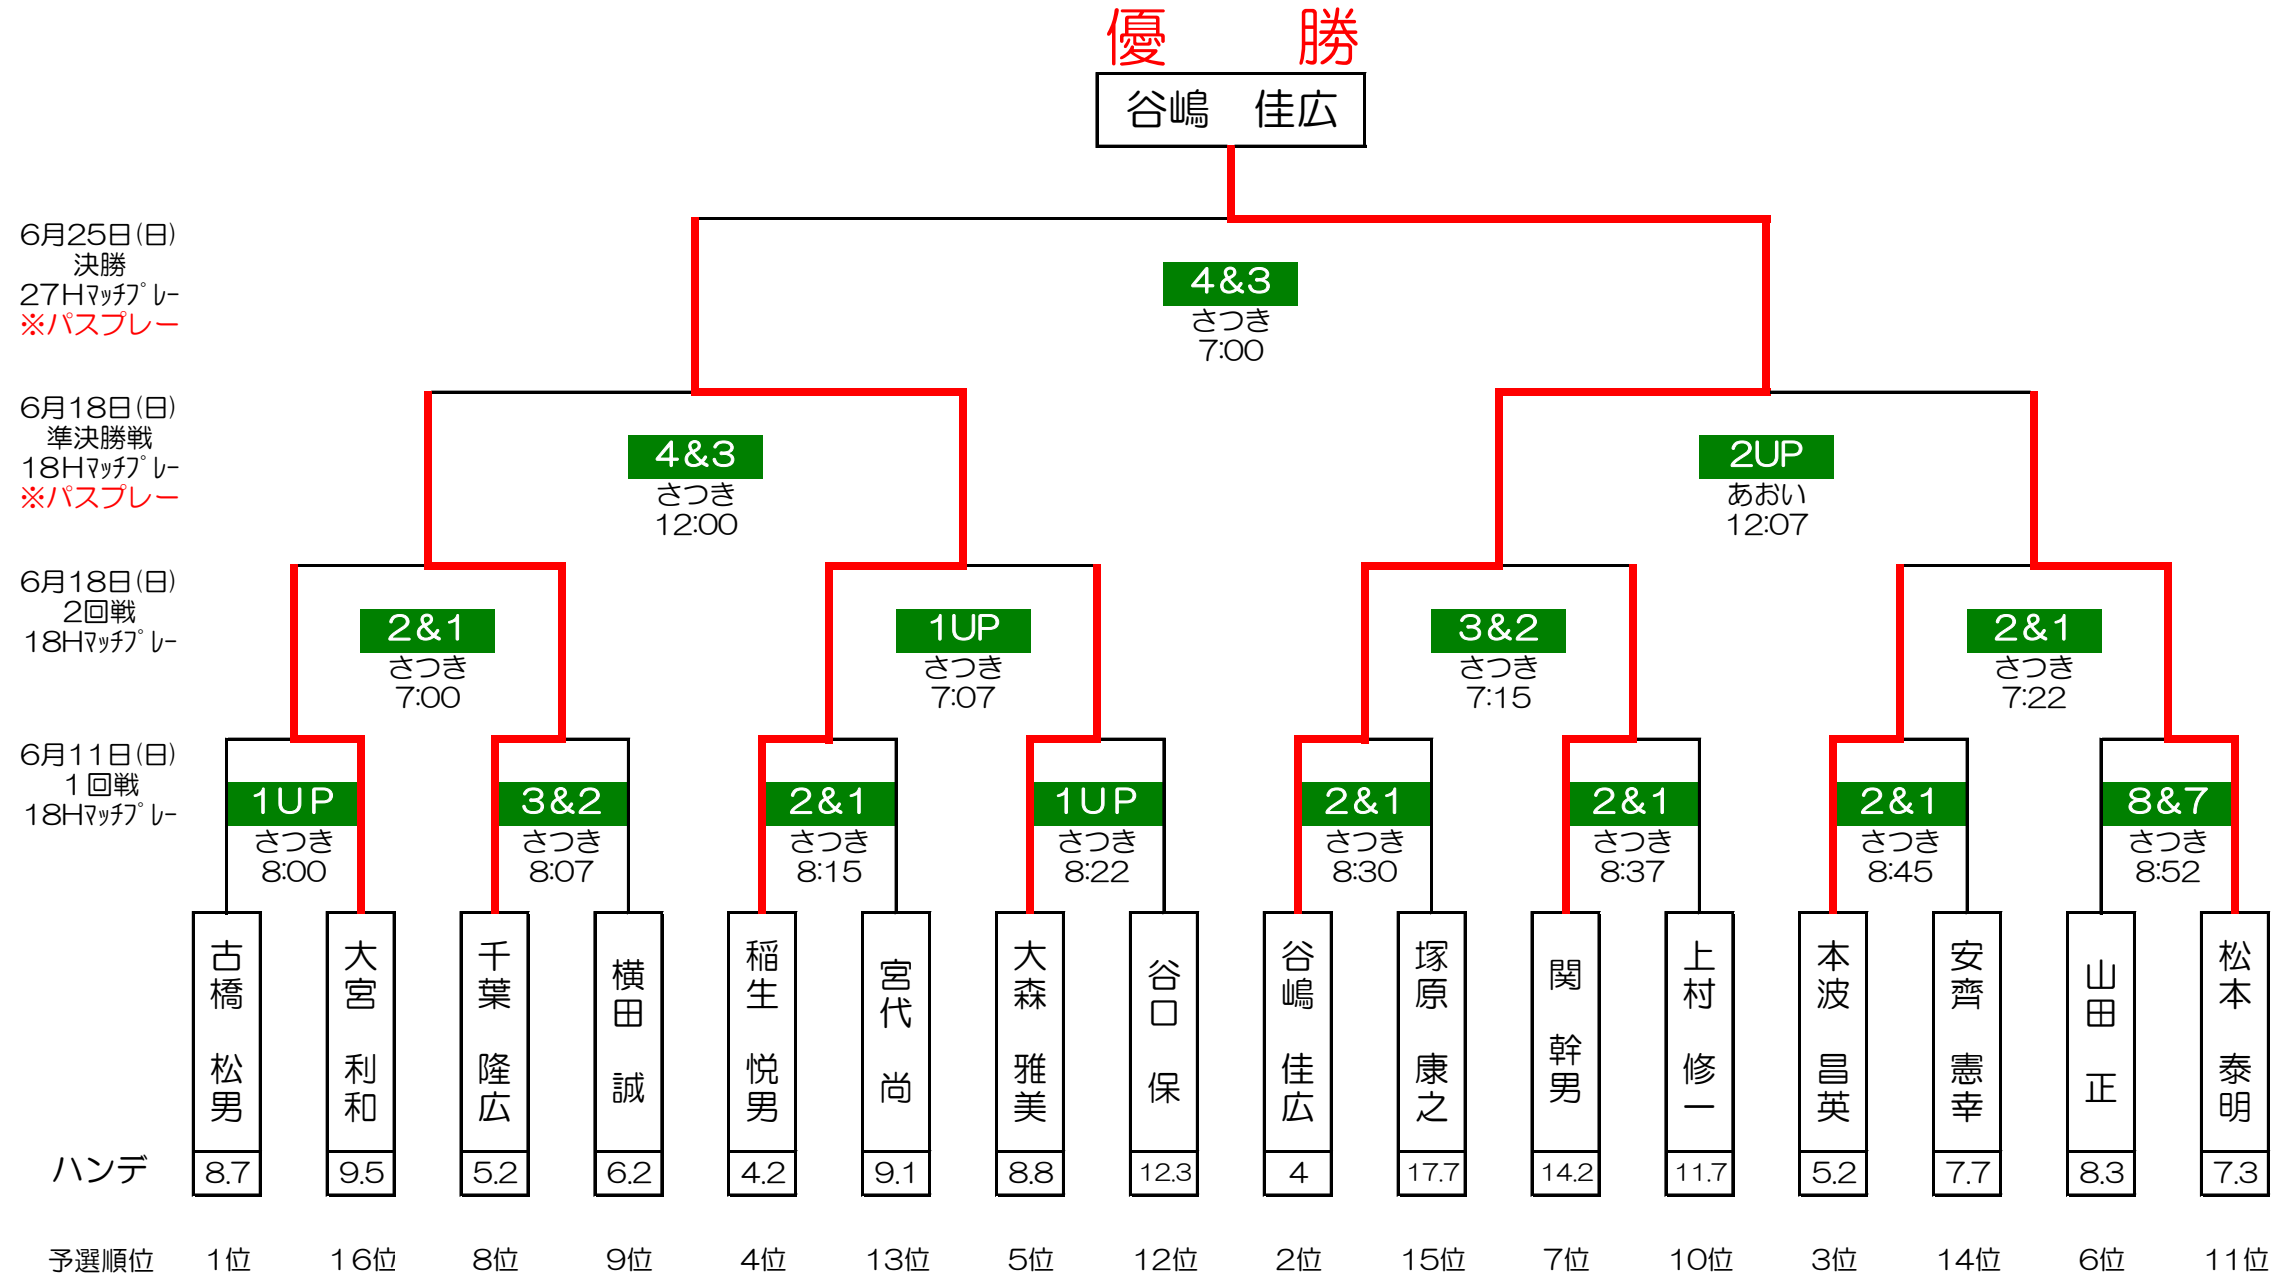 優　勝
谷嶋　佳広
6月25日(日)
決勝
27Hﾏｯﾁﾌﾟﾚｰ
※パスプレー
4&3
さつき
7:00
6月18日(日)
準決勝戦
18Hﾏｯﾁﾌﾟﾚｰ
※パスプレー
4&3
さつき
12:00
2UP
あおい
12:07
6月18日(日)
2回戦
18Hﾏｯﾁﾌﾟﾚｰ
2&1
さつき
7:00
1UP
さつき
7:07
3&2
さつき
7:15
2&1
さつき
7:22
6月11日(日)
1回戦
18Hﾏｯﾁﾌﾟﾚｰ
1UP
さつき
8:00
3&2
さつき
8:07
2&1
さつき
8:15
1UP
さつき
8:22
2&1
さつき
8:30
2&1
さつき
8:37
2&1
さつき
8:45
8&7
さつき
8:52
古橋　松男
大宮　利和
千葉　隆広
横田　誠
稲生　悦男
宮代　尚
大森　雅美
谷口　保
谷嶋　佳広
塚原　康之
関　幹男
上村　修一
本波　昌英
安齊　憲幸
山田　正
松本　泰明
ハンデ 8.7 9.5 5.2 6.2 4.2 9.1 8.8 12.3 4 17.7 14.2 11.7 5.2 7.7 8.3 7.3
予選順位 1位 16位 8位 9位 4位 13位 5位 12位 2位 15位 7位 10位 3位 14位 6位 11位